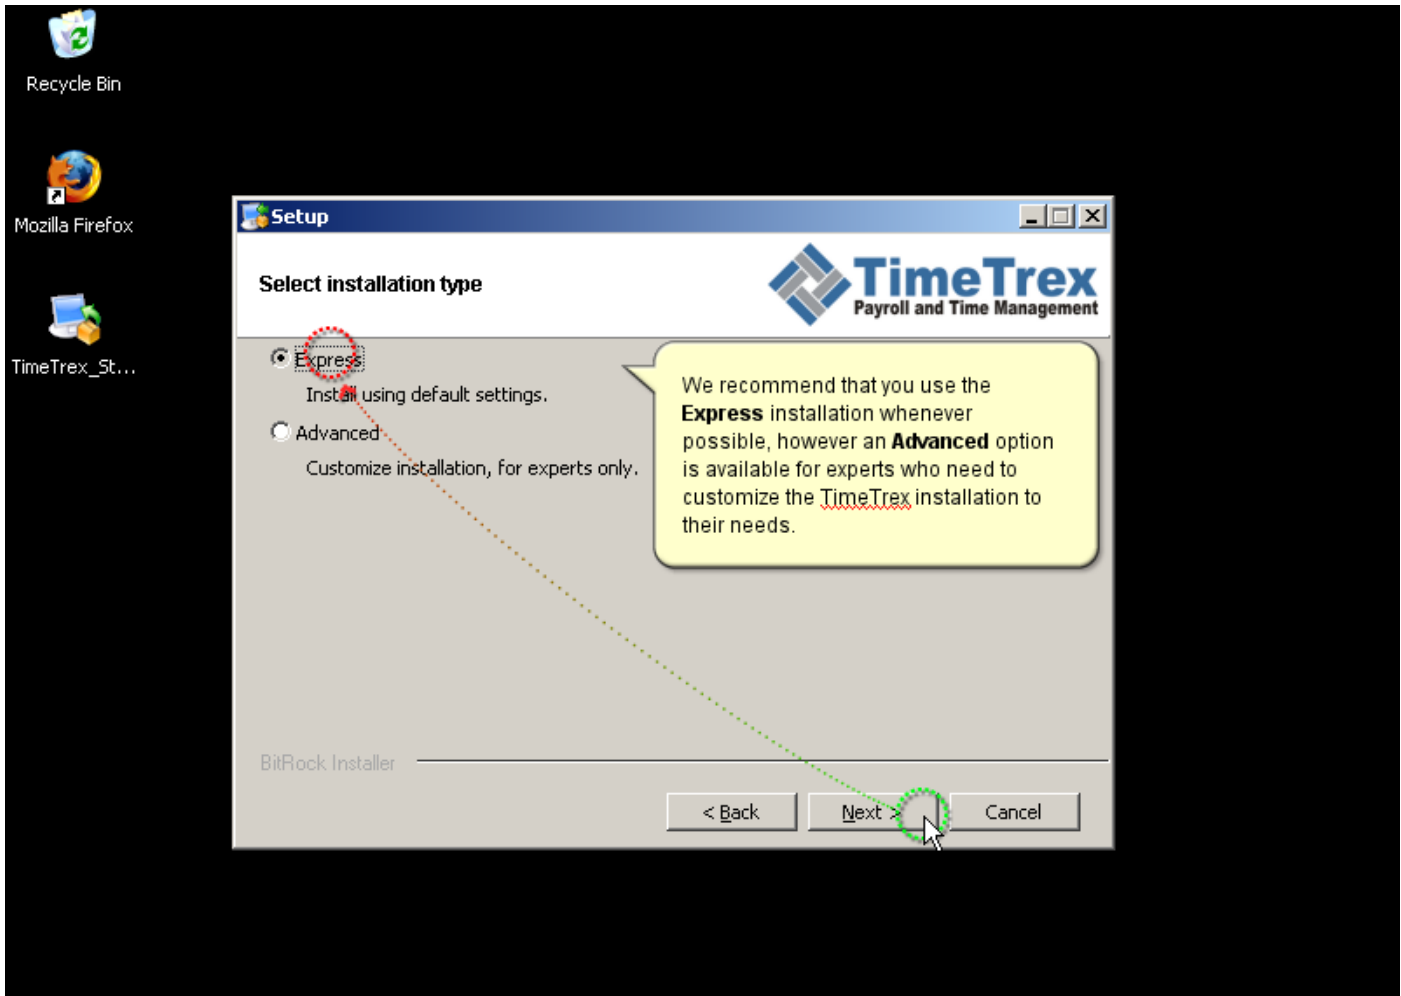 Recycle Bin
Mozilla Firefox
TimeTrex_St...
Setup
Select installation type
TimeTrex
Payroll and Time Management
Express
Install using default settings.
Advanced
Customize installation, for experts only.
We recommend that you use the
Express installation whenever
possible, however an Advanced option
is available for experts who need to
customize the TimeTrex installation to
their needs.
BitRock Installer
< Back
Next >
Cancel